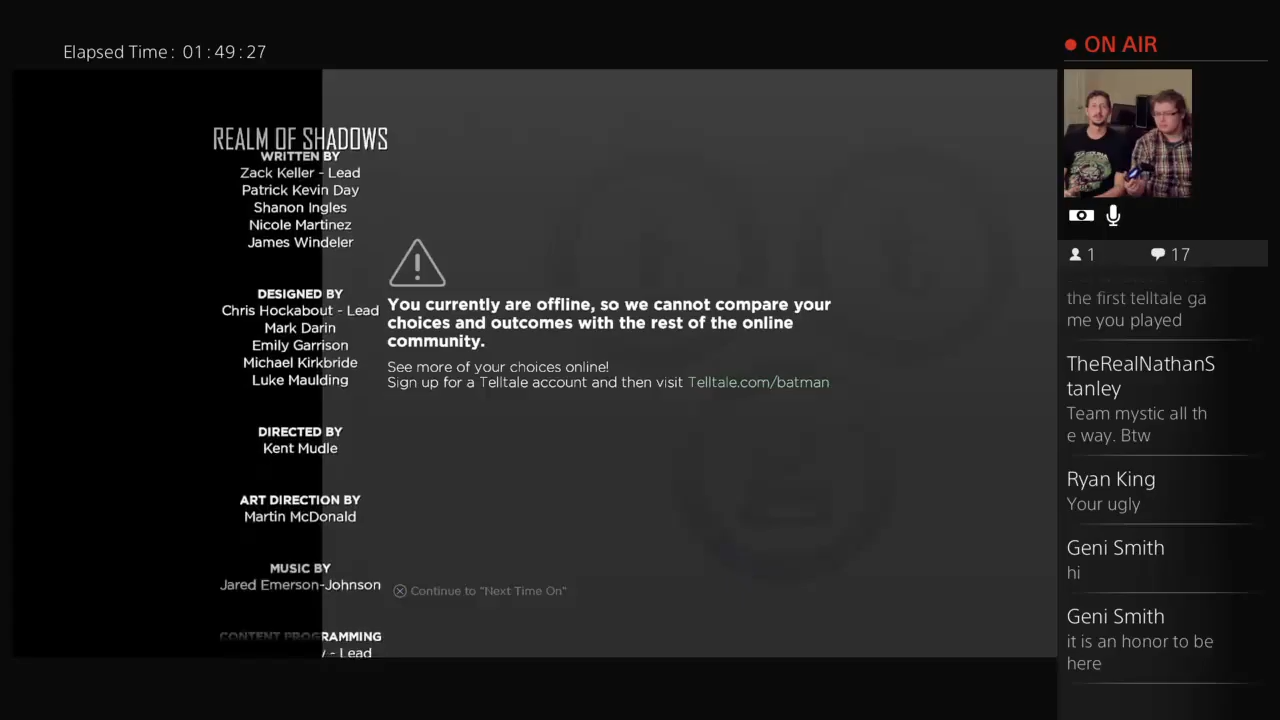 Elapsed Time: 01:49:27
ON AIR
REALM OF SHADOWS
WRITTEN BY
Zack Keller - Lead
Patrick Kevin Day
Shanon Ingles
Nicole Martinez
James Windeler
DESIGNED BY
Chris Hockabout - Lead
Mark Darin
Emily Garrison
Michael Kirkbride
Luke Maulding
DIRECTED BY
Kent Mudle
ART DIRECTION BY
Martin McDonald
MUSIC BY
Jared Emerson-Johnson
CONTENT PROGRAMMING
- Lead
You currently are offline, so we cannot compare your
choices and outcomes with the rest of the online
community.
See more of your choices online!
Sign up for a Telltale account and then visit Telltale.com/batman
Continue to "Next Time On"
1
17
the first telltale ga
me you played
TheRealNathanS
tanley
Team mystic all th
e way. Btw
Ryan King
Your ugly
Geni Smith
hi
Geni Smith
it is an honor to be
here